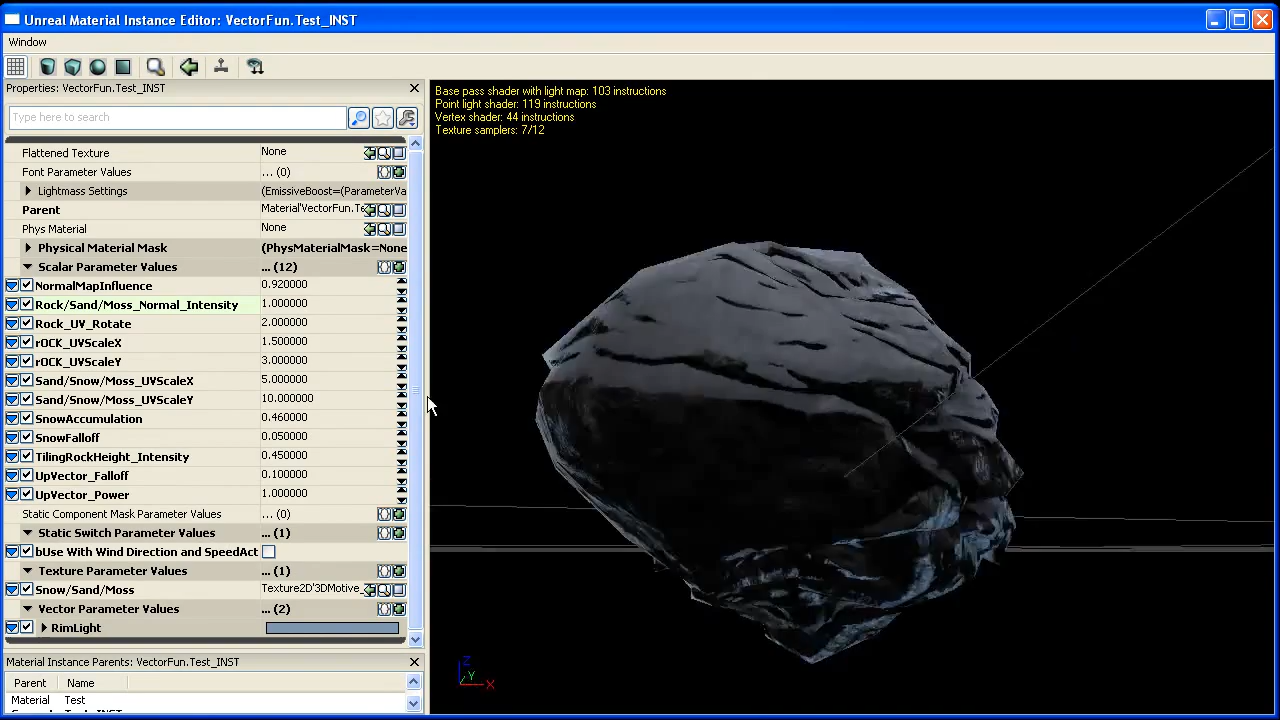 Unreal Material Instance Editor: VectorFun.Test_INST
Window
Properties: VectorFun.Test_INST
Type here to search
Flattened Texture None
Font Parameter Values ... (0)
Lightmass Settings (EmissiveBoost=(ParameterVa
Parent Material'VectorFun.Te
Phys Material None
Physical Material Mask (PhysMaterialMask=None
Scalar Parameter Values ... (12)
NormalMapInfluence 0.920000
Rock/Sand/Moss_Normal_Intensity 1.000000
Rock_UV_Rotate 2.000000
rOCK_UVScaleX 1.500000
rOCK_UVScaleY 3.000000
Sand/Snow/Moss_UVScaleX 5.000000
Sand/Snow/Moss_UVScaleY 10.000000
SnowAccumulation 0.460000
SnowFalloff 0.050000
TilingRockHeight_Intensity 0.450000
UpVector_Falloff 0.100000
UpVector_Power 1.000000
Static Component Mask Parameter Values ... (0)
Static Switch Parameter Values ... (1)
bUse With Wind Direction and SpeedAct
Texture Parameter Values ... (1)
Snow/Sand/Moss Texture2D'3DMotive_
Vector Parameter Values ... (2)
RimLight
Material Instance Parents: VectorFun.Test_INST
Parent Name
Material Test
Base pass shader with light map: 103 instructions
Point light shader: 119 instructions
Vertex shader: 44 instructions
Texture samplers: 7/12
Z
Y
X